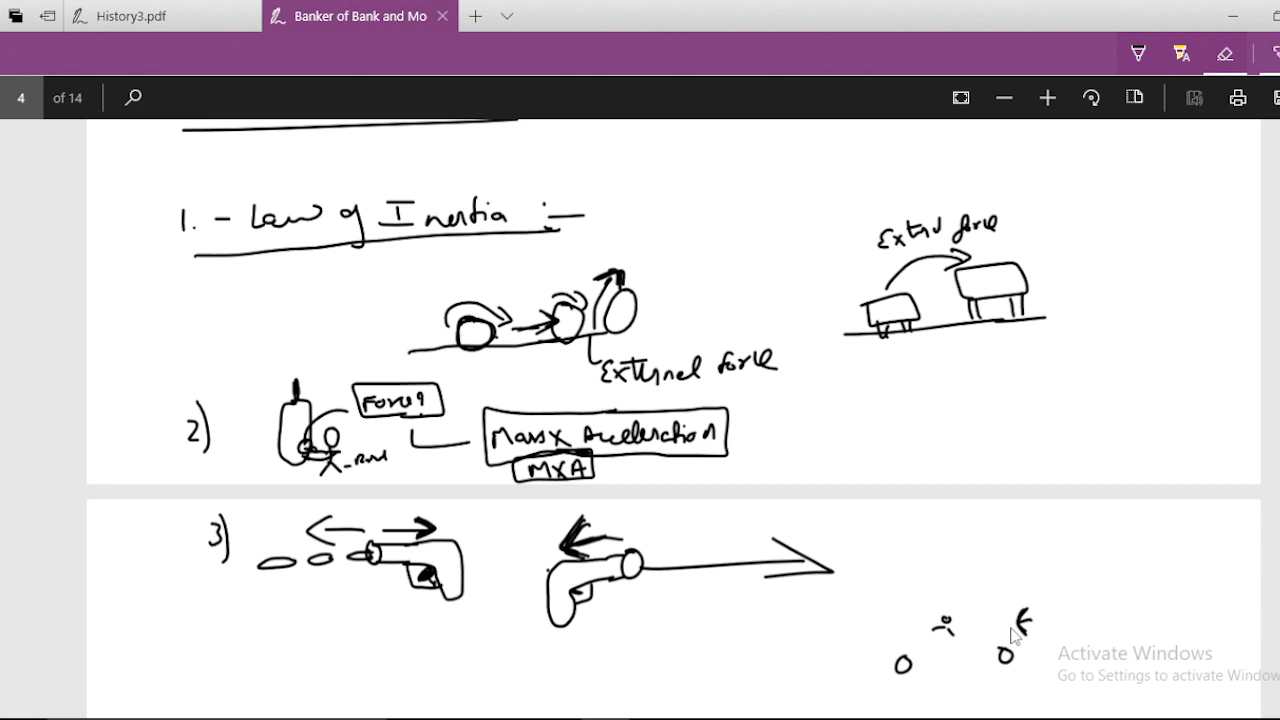 History3.pdf
Banker of Bank and Mo
4 of 14
1. - Law of Inertia :-
Extrnl force
External force
2)
Force?
Mass x Acceleration
MXA
3)
Activate Windows
Go to Settings to activate Window